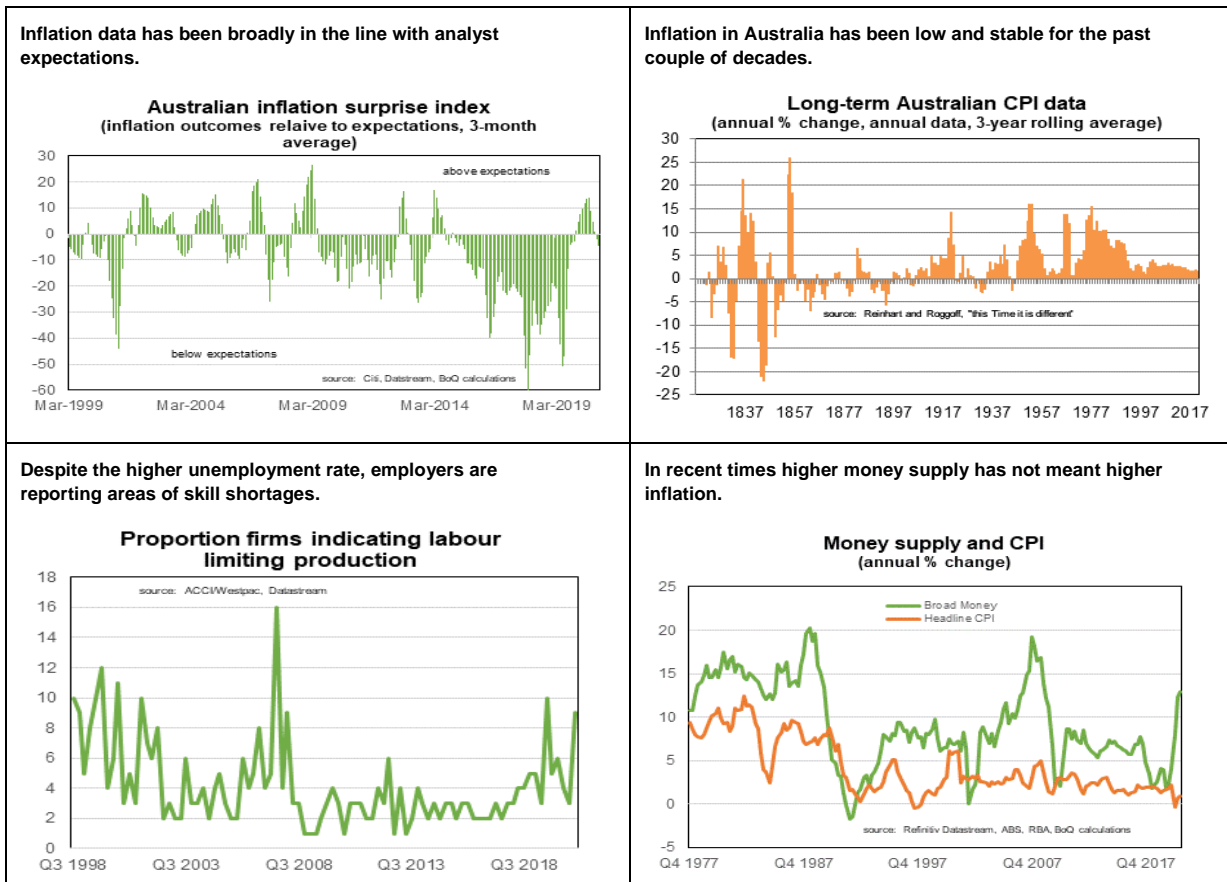 Inflation data has been broadly in the line with analyst
expectations.
Australian inflation surprise index
(inflation outcomes relaive to expectations, 3-month
average)
30
20
10
0
-10
-20
-30
-40
-50
-60
above expectations
below expectations
source: Citi, Datstream, BoQ calculations
Mar-1999 Mar-2004 Mar-2009 Mar-2014 Mar-2019
Inflation in Australia has been low and stable for the past
couple of decades.
Long-term Australian CPI data
(annual % change, annual data, 3-year rolling average)
30
25
20
15
10
5
0
-5
-10
-15
-20
-25
source: Reinhart and Roggoff, "this Time it is different"
1837 1857 1877 1897 1917 1937 1957 1977 1997 2017
Despite the higher unemployment rate, employers are
reporting areas of skill shortages.
Proportion firms indicating labour
limiting production
18
16
14
12
10
8
6
4
2
0
source: ACCI/Westpac, Datastream
Q3 1998 Q3 2003 Q3 2008 Q3 2013 Q3 2018
In recent times higher money supply has not meant higher
inflation.
Money supply and CPI
(annual % change)
25
20
15
10
5
0
-5
Broad Money
Headline CPI
source: Refinitiv Datastream, ABS, RBA, BoQ calculations
Q4 1977 Q4 1987 Q4 1997 Q4 2007 Q4 2017